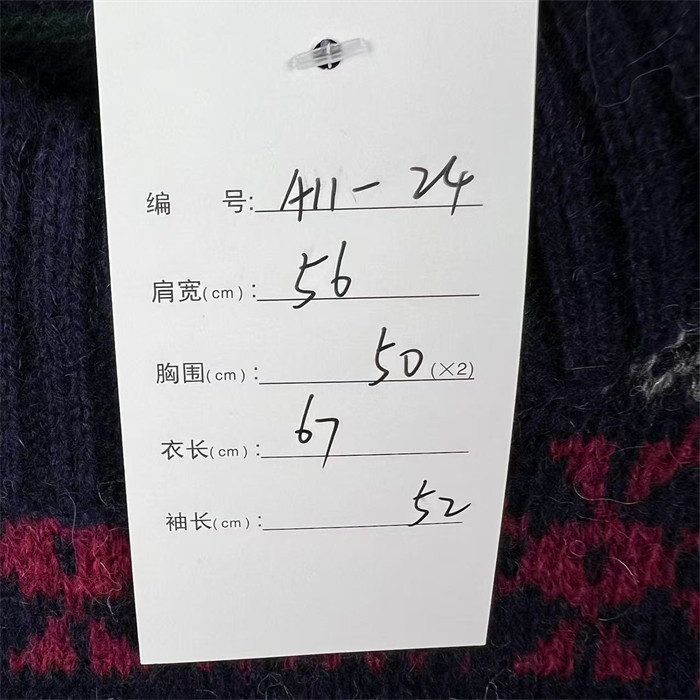 编 号: A11-24
肩宽(cm): 56
胸围(cm): 50(×2)
衣长(cm): 67
袖长(cm): 52